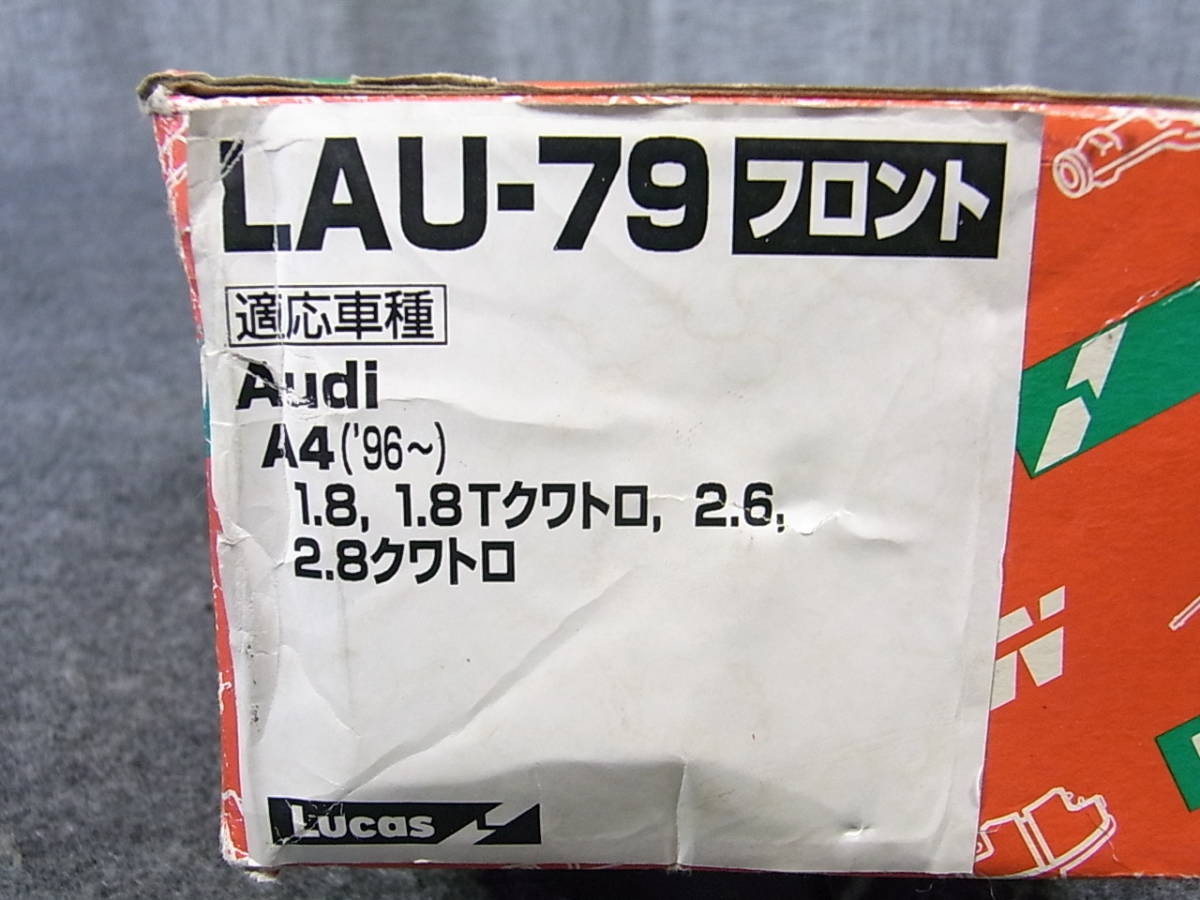 LAU-79 フロント
適応車種
Audi
A4('96~)
1.8, 1.8Tクワトロ, 2.6,
2.8クワトロ
Lucas